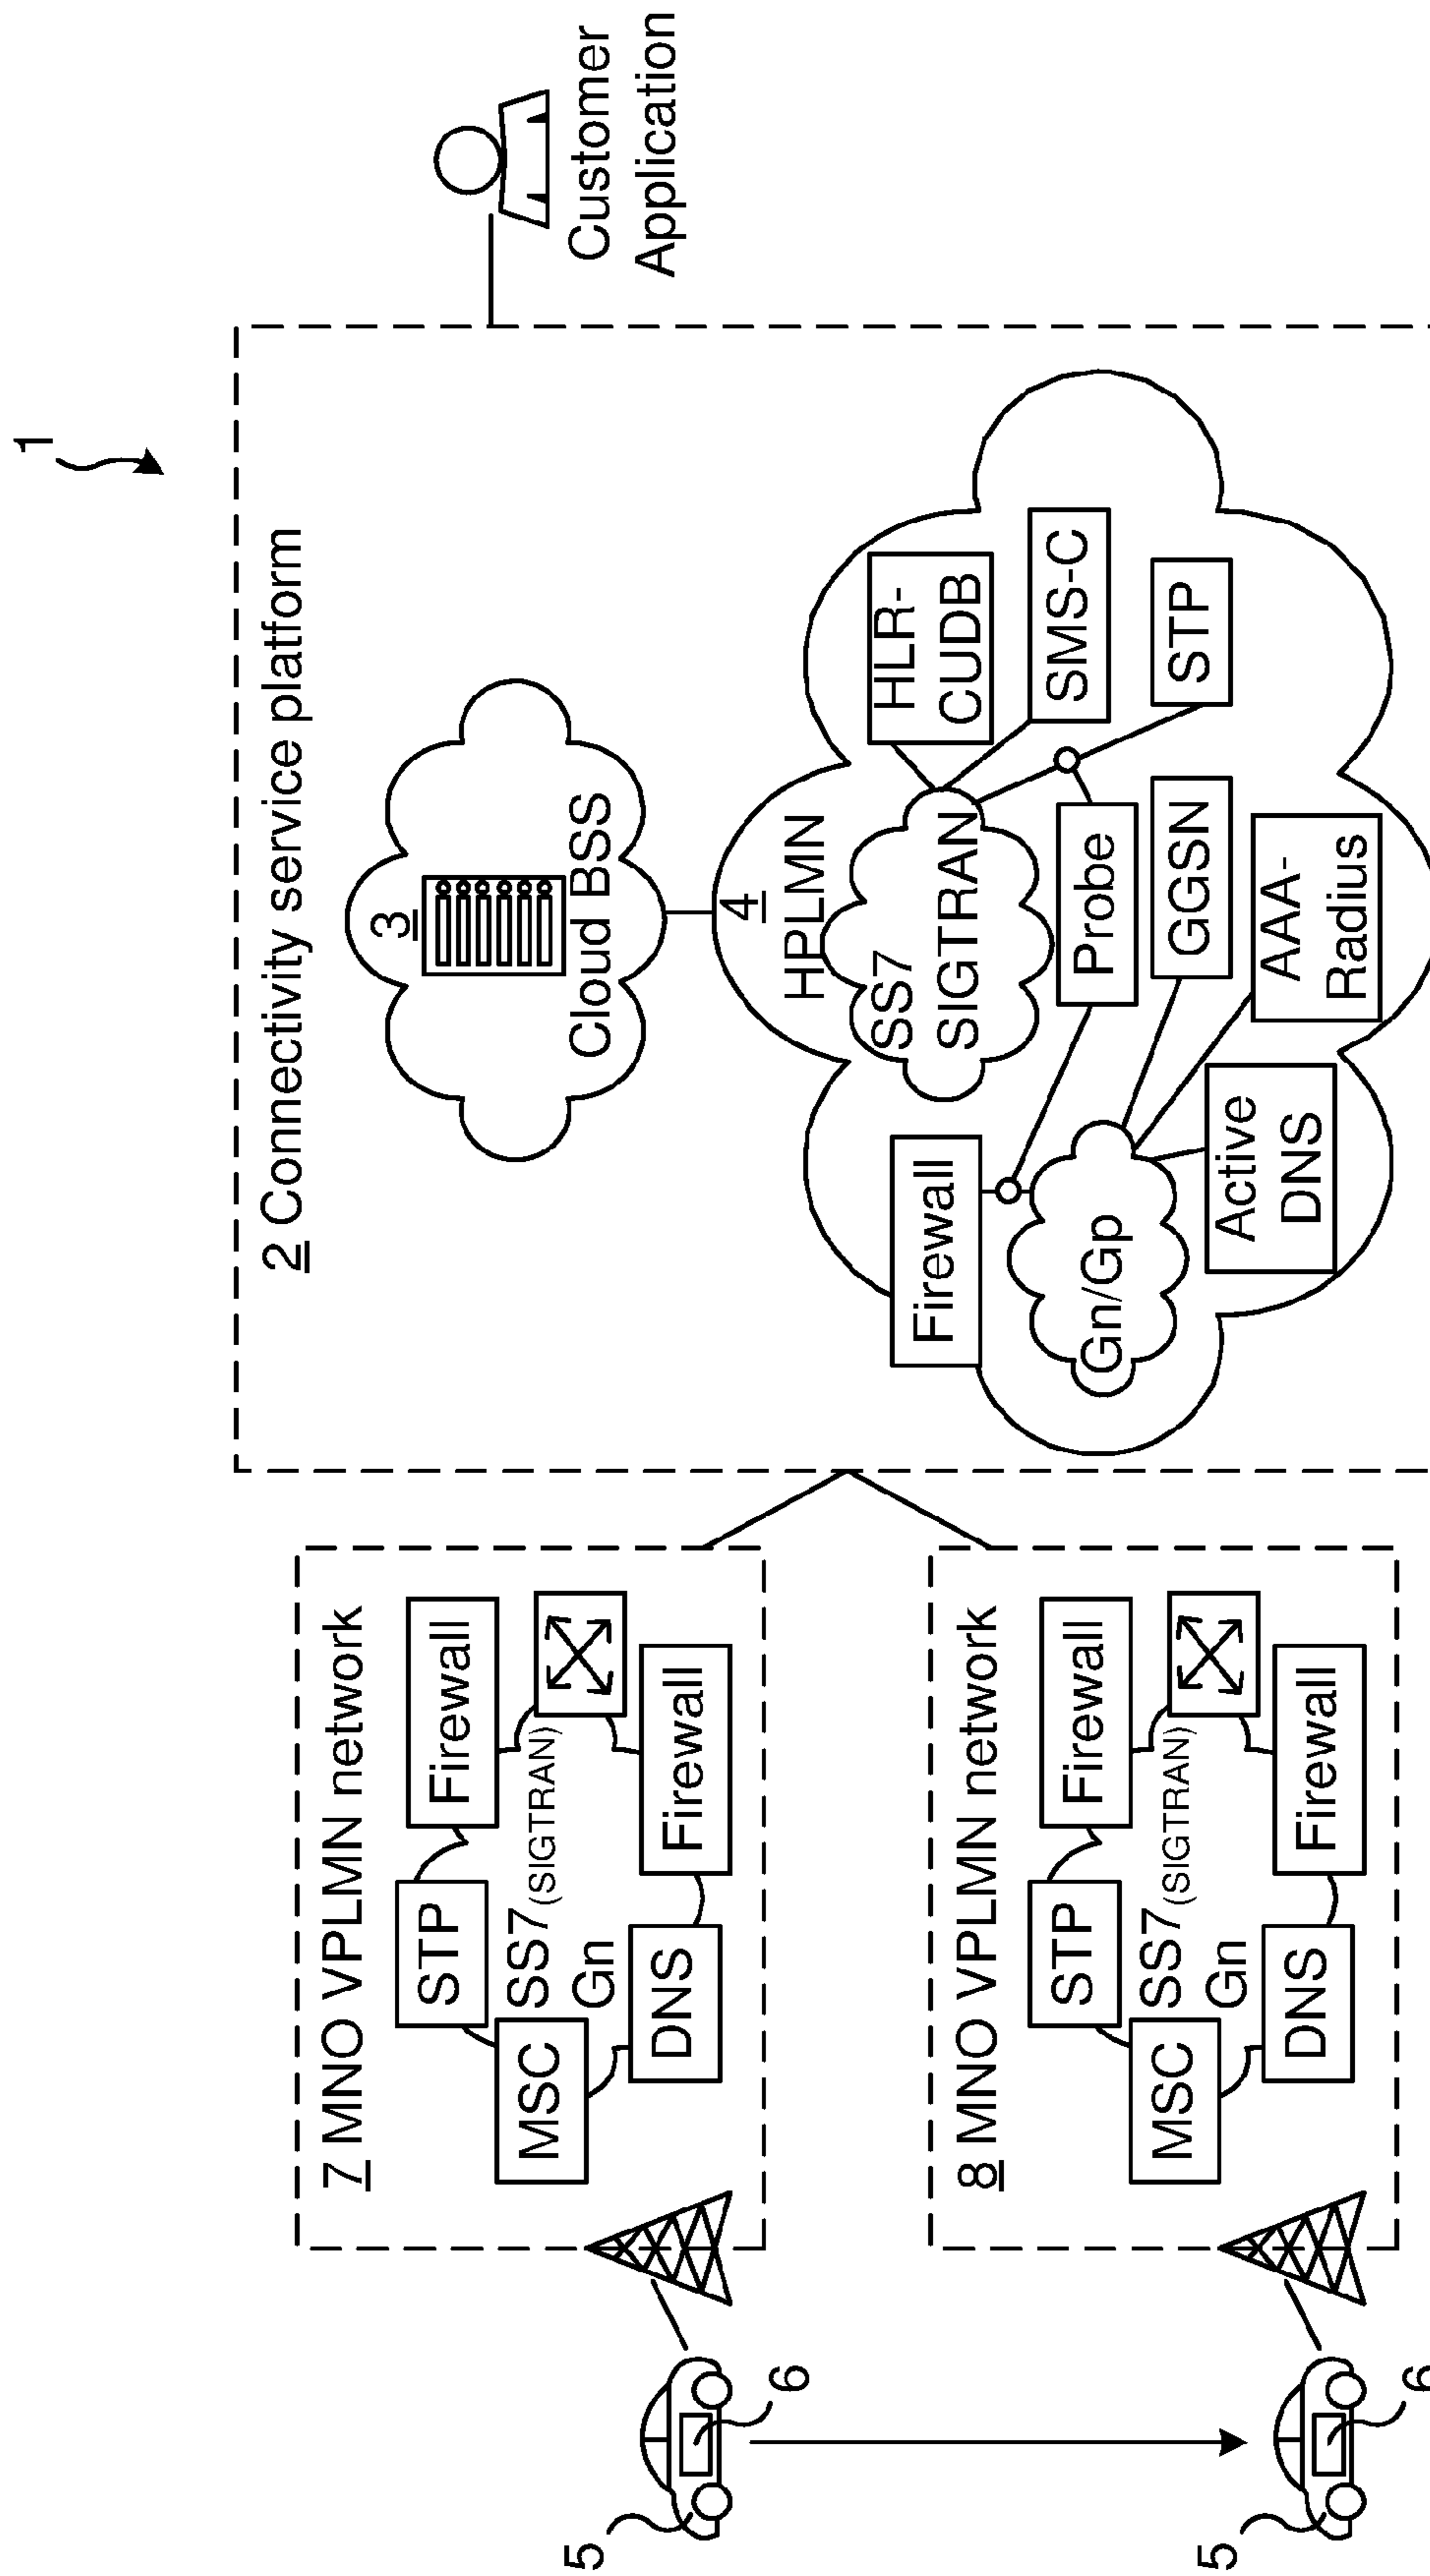 1
2 Connectivity service platform
3
Cloud BSS
4
HPLMN
SS7
SIGTRAN
HLR-
CUDB
SMS-C
STP
Probe
GGSN
AAA-
Radius
Firewall
Gn/Gp
Active
DNS
Customer
Application
7 MNO VPLMN network
STP
Firewall
MSC
SS7(SIGTRAN)
Gn
DNS
Firewall
8 MNO VPLMN network
STP
Firewall
MSC
SS7(SIGTRAN)
Gn
DNS
Firewall
5
6
5
6